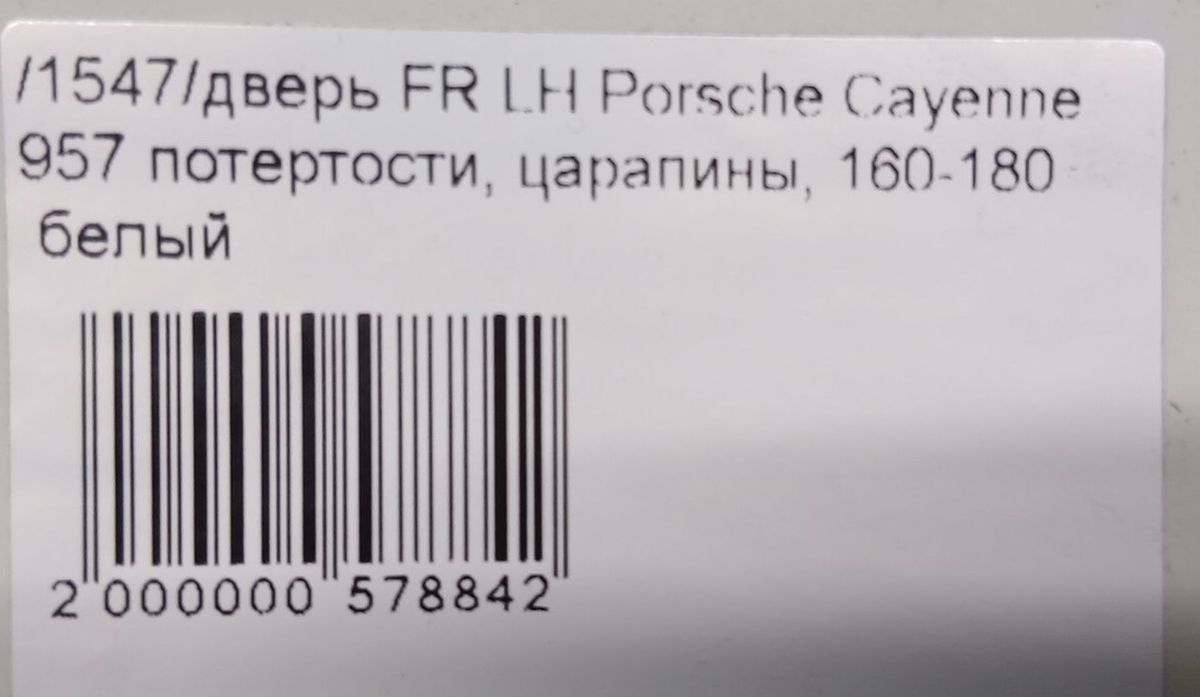 /1547/дверь FR LH Porsche Cayenne
957 потертости, царапины, 160-180
белый
2 000000 578842